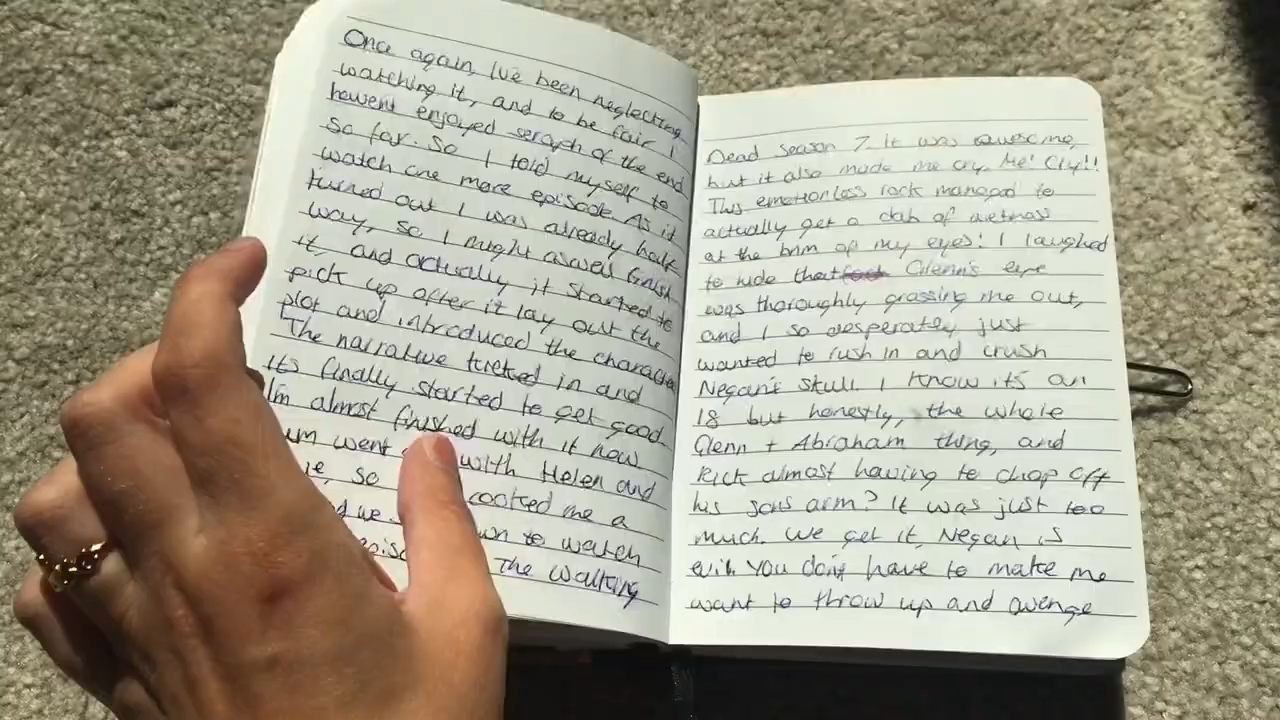 Once again, I've been neglecting
watching it, and to be fair I
havent enjoyed seraph of the end
so far. So I told myself to
watch one more episode. As it
turned out I was already half
way, so I might aswell finish
it, and actually it started to
pick up after it lay out the
plot and introduced the characters
The narrative kicked in and
it's finally started to get good.
I'm almost finished with it now
um went with Helen and
so cooked me a
to watch
The Walking
Dead season 7. It was awesome,
but it also made me cry. Me! Cry!!
This emotionless rock managed to
actually get a dab of wetness
at the brim of my eyes! I laughed
to hide that Glenn's eye
was thoroughly grossing me out,
and I so desperately just
wanted to rush in and crush
Negan's skull. I know it's an
18 but honestly, the whole
Glenn + Abraham thing, and
Rick almost having to chop off
his sons arm? It was just too
much. We get it, Negan is
evil. You don't have to make me
want to throw up and avenge